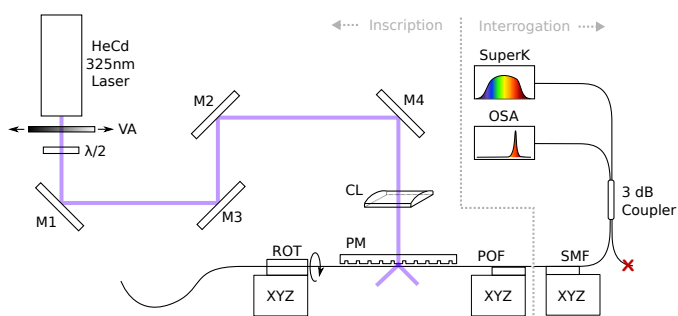 Inscription
Interrogation
HeCd
325nm
Laser
SuperK
M2
M4
VA
OSA
λ/2
CL
3 dB
Coupler
M1
M3
ROT
PM
POF
SMF
XYZ
XYZ
XYZ